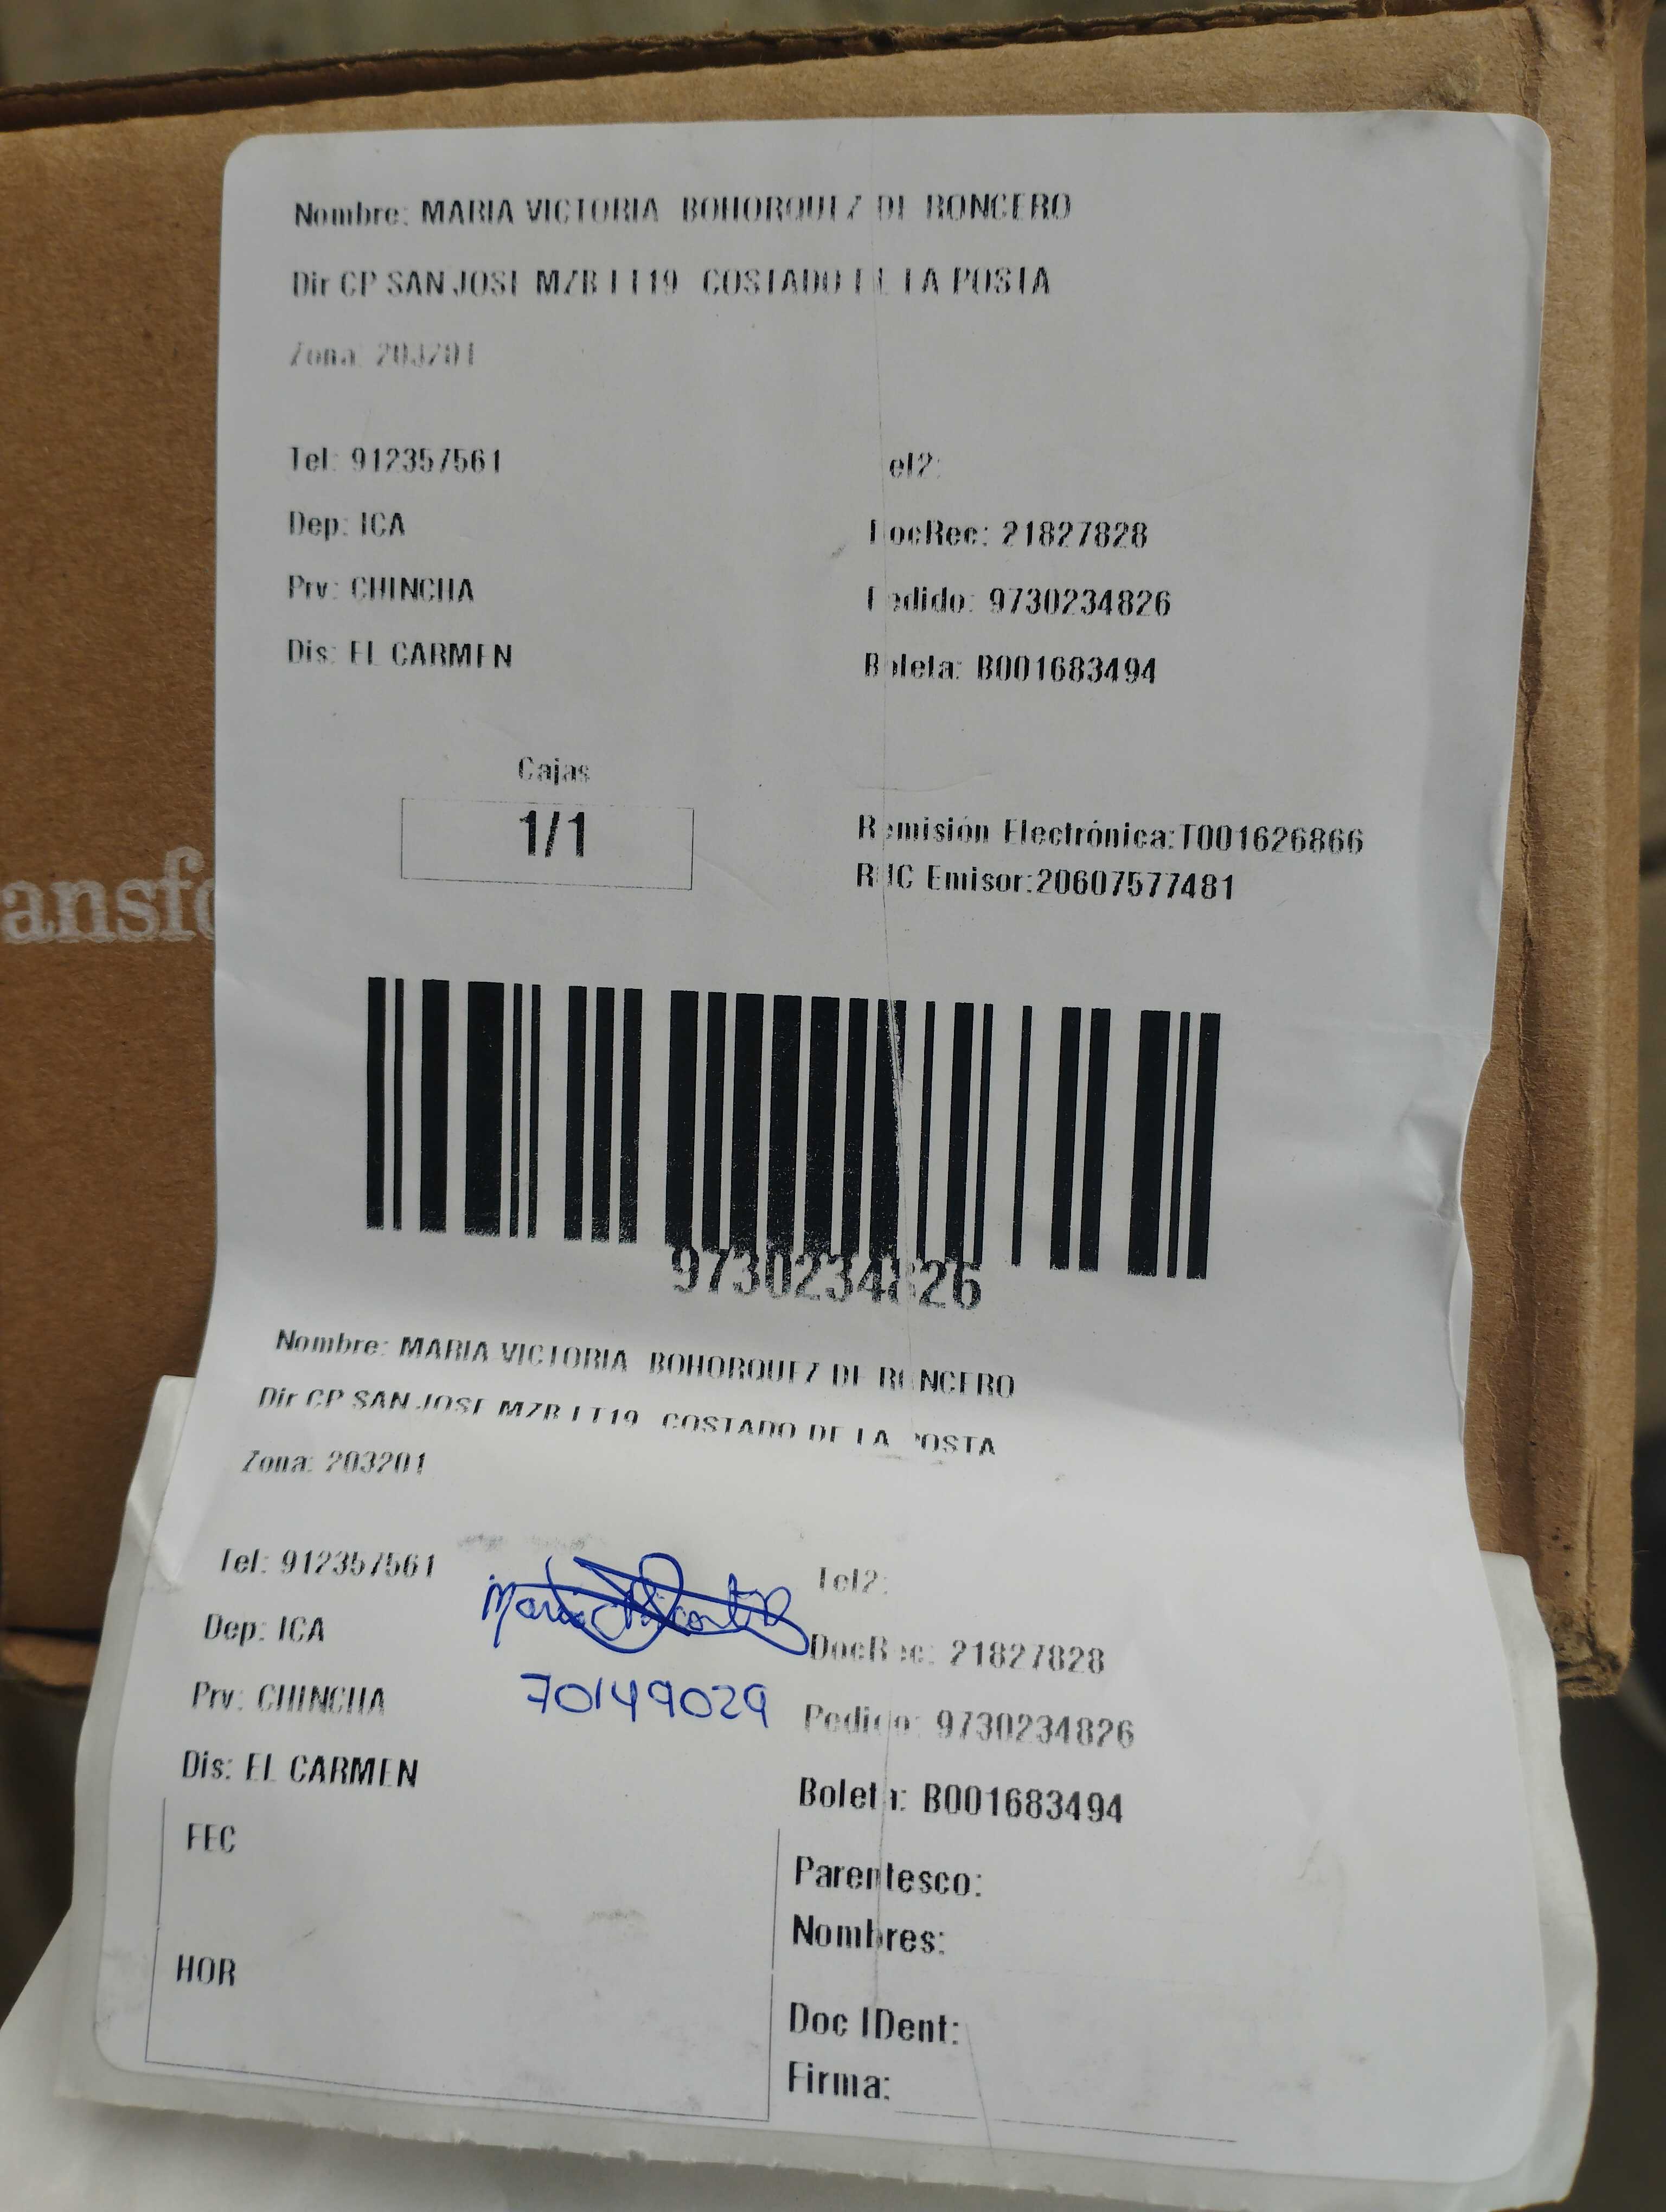 Nombre: MARIA VICTORIA BOHORQUEZ DE RONCERO
Dir CP SAN JOSE MZB LT19 COSTADO DE LA POSTA
Zona: 203201
Tel: 912357561
el2:
Dep: ICA
DocRec: 21827828
Prv: CHINCHA
Pedido: 9730234826
Dis: EL CARMEN
Boleta: B001683494
Cajas
1/1
Remisión Electrónica:T001626866
RUC Emisor:20607577481
ansfo
9730234826
Nombre: MARIA VICTORIA BOHORQUEZ DE RONCERO
Dir CP SAN JOSE MZB LT19 COSTADO DE LA POSTA
Zona: 203201
Tel: 912357561
Tel2:
Dep: ICA
DocRec: 21827828
Prv: CHINCHA
70149029
Pedido: 9730234826
Dis: EL CARMEN
Boleta: B001683494
FEC
Parentesco:
Nombres:
HOR
Doc IDent:
Firma: